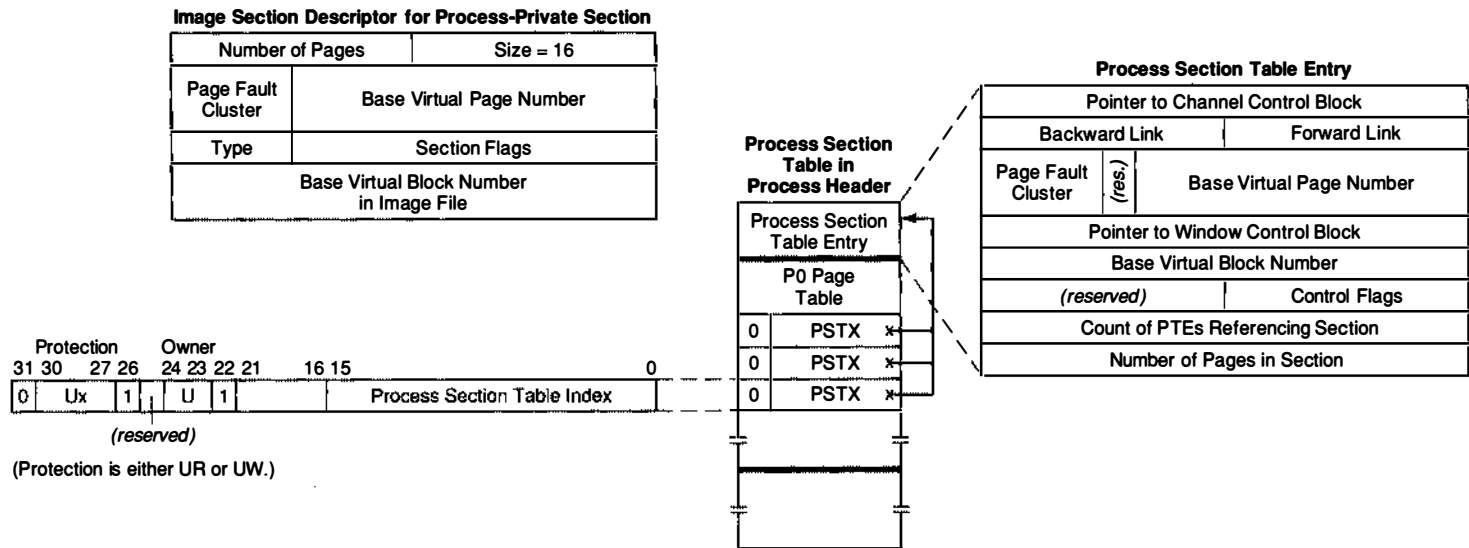 Image Section Descriptor for Process-Private Section
Number of Pages
Size = 16
Page Fault
Cluster
Base Virtual Page Number
Type
Section Flags
Base Virtual Block Number
in Image File
Process Section
Table in
Process Header
Process Section
Table Entry
P0 Page
Table
0 PSTX
0 PSTX
0 PSTX
Process Section Table Entry
Pointer to Channel Control Block
Backward Link
Forward Link
Page Fault
Cluster
(res.)
Base Virtual Page Number
Pointer to Window Control Block
Base Virtual Block Number
(reserved)
Control Flags
Count of PTEs Referencing Section
Number of Pages in Section
Protection Owner
31 30 27 26 24 23 22 21 16 15 0
0 Ux 1 U 1 Process Section Table Index
(reserved)
(Protection is either UR or UW.)